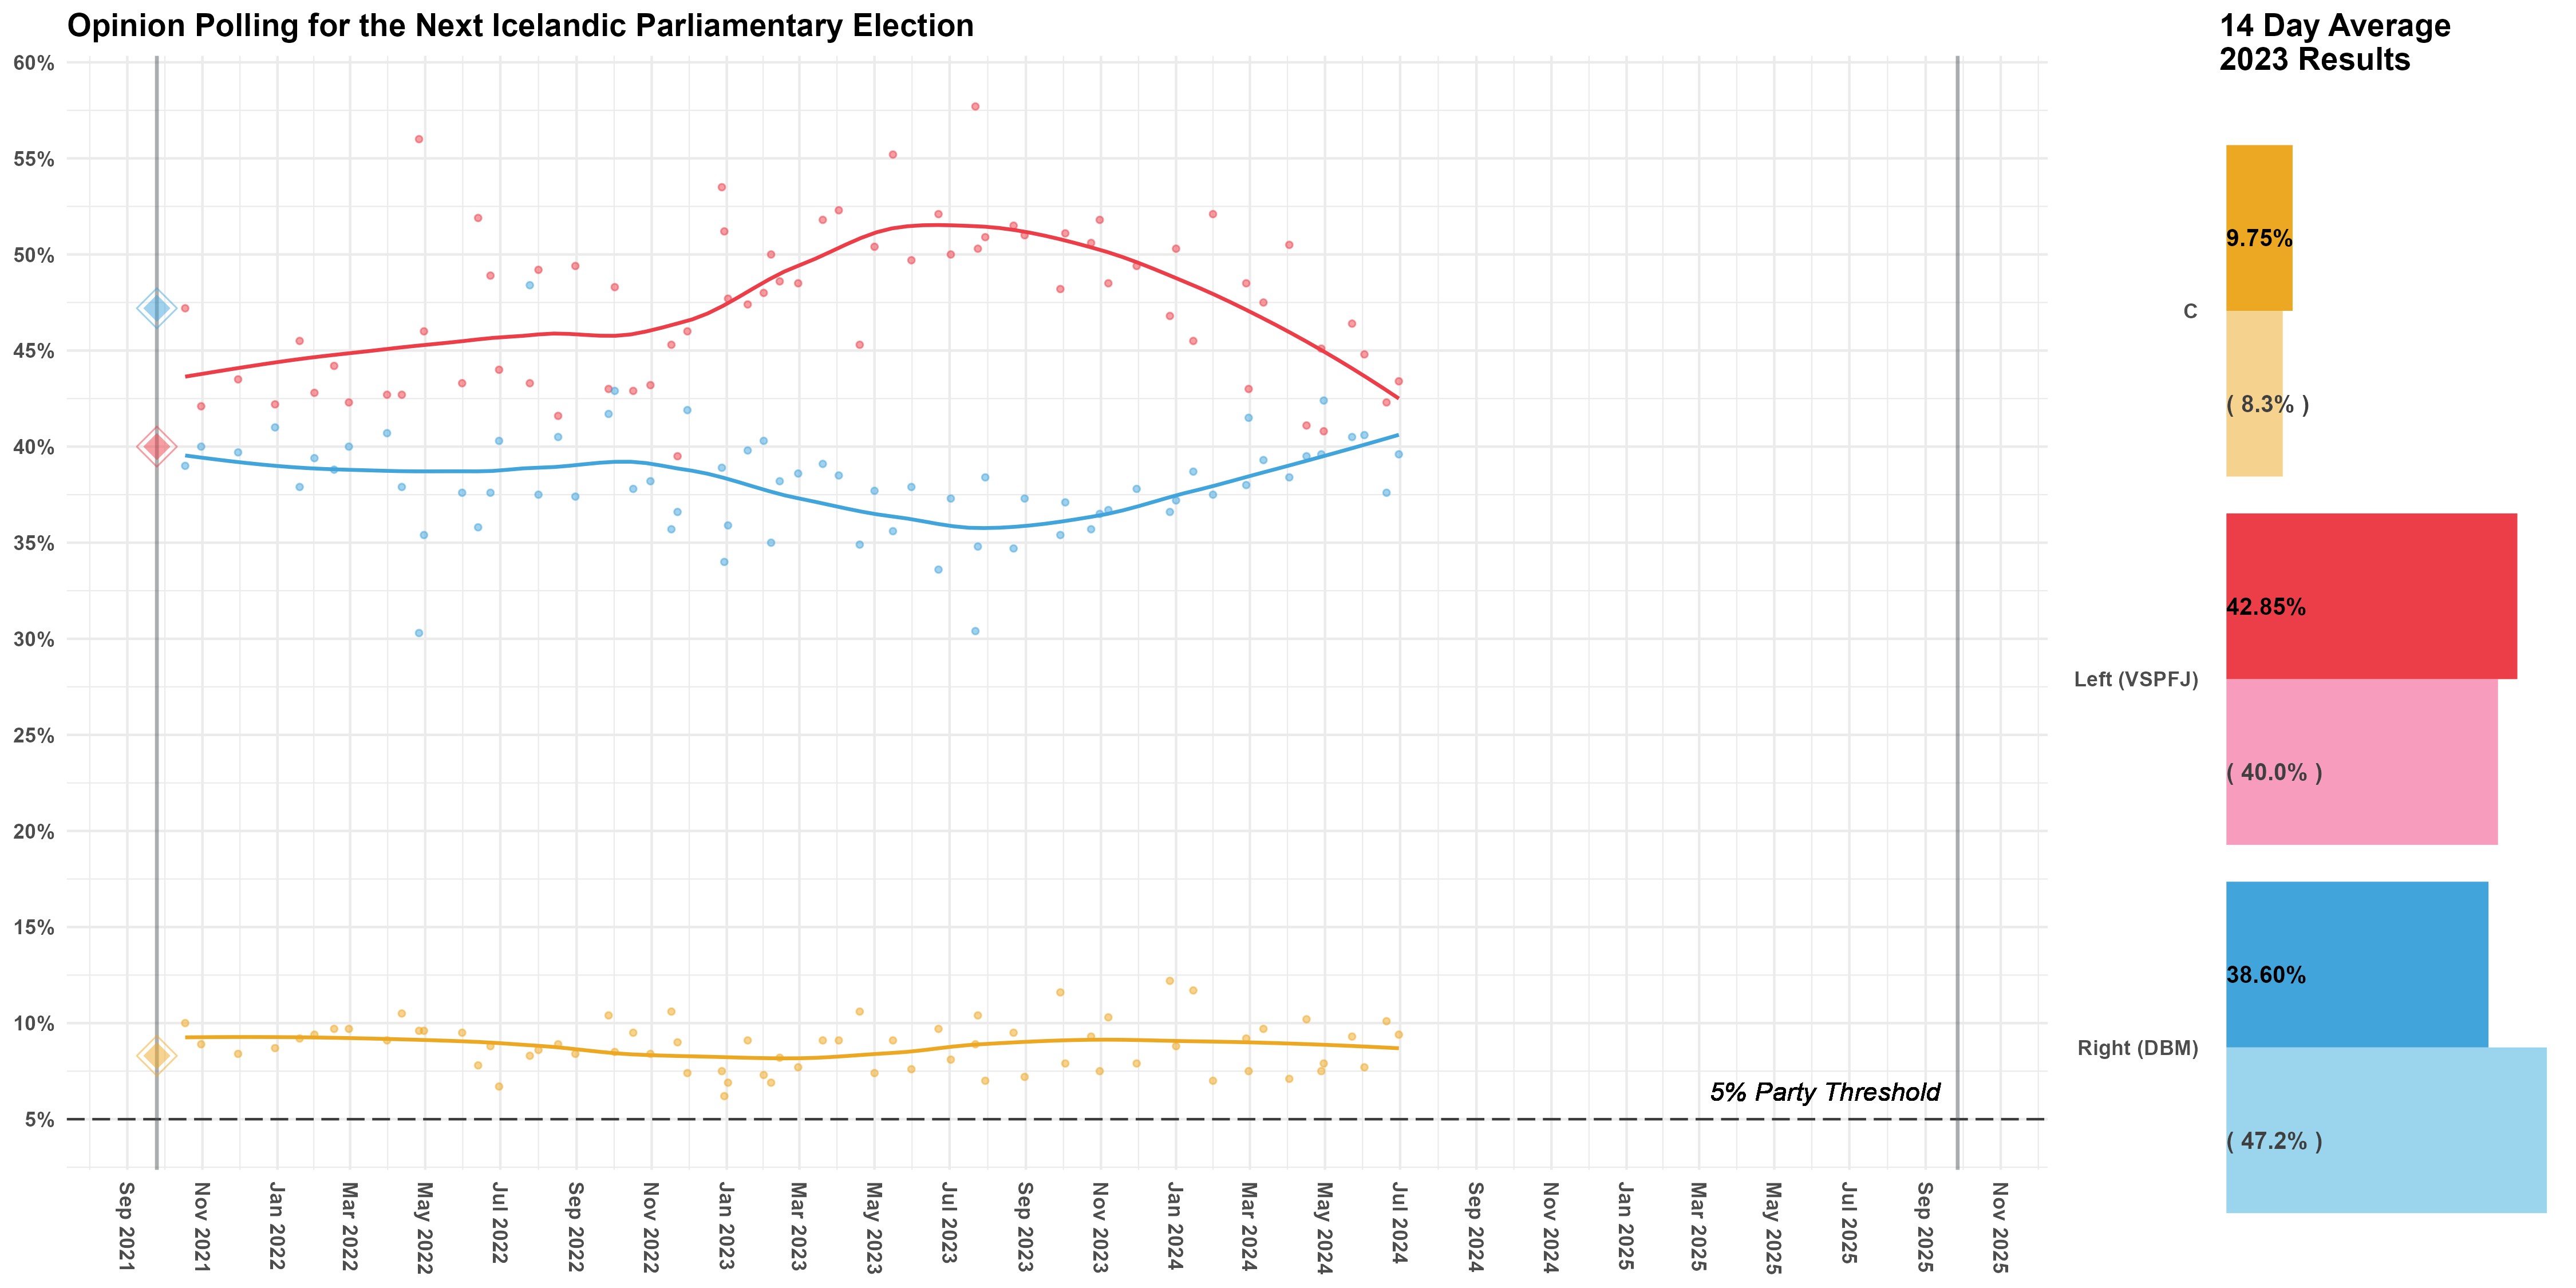 Opinion Polling for the Next Icelandic Parliamentary Election
14 Day Average
2023 Results
60%
55%
50%
45%
40%
35%
30%
25%
20%
15%
10%
5%
5% Party Threshold
Sep 2021
Nov 2021
Jan 2022
Mar 2022
May 2022
Jul 2022
Sep 2022
Nov 2022
Jan 2023
Mar 2023
May 2023
Jul 2023
Sep 2023
Nov 2023
Jan 2024
Mar 2024
May 2024
Jul 2024
Sep 2024
Nov 2024
Jan 2025
Mar 2025
May 2025
Jul 2025
Sep 2025
Nov 2025
C
9.75%
( 8.3% )
Left (VSPFJ)
42.85%
( 40.0% )
Right (DBM)
38.60%
( 47.2% )